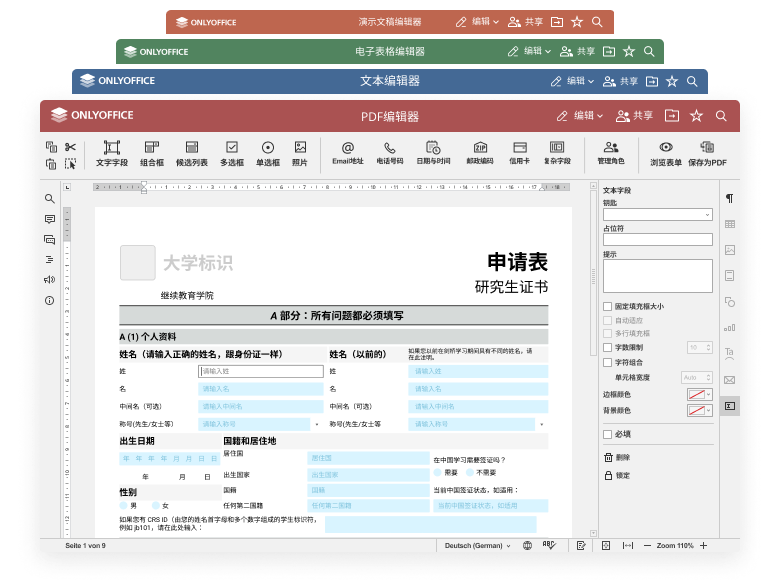 ONLYOFFICE 演示文稿编辑器 编辑 共享
ONLYOFFICE 电子表格编辑器 编辑 共享
ONLYOFFICE 文本编辑器 编辑 共享
ONLYOFFICE PDF编辑器 编辑 共享
文字字段 组合框 候选列表 多选框 单选框 照片 Email地址 电话号码 日期与时间 邮政编码 信用卡 复杂字段 管理角色 浏览表单 保存为PDF
文本字段
钥匙
占位符
提示
固定填充框大小
自动适应
多行填充框
字数限制 10
字符组合
单元格宽度 Auto
边框颜色
背景颜色
必填
删除
锁定
大学标识
继续教育学院
申请表
研究生证书
A 部分：所有问题都必须填写
A (1) 个人资料
姓名（请输入正确的姓名，跟身份证一样） 姓名（以前的） 如果您以前在剑桥学习期间具有不同的姓名，请在此注明。
姓 请输入姓 姓 请输入姓
名 请输入名 名 请输入名
中间名（可选） 请输入中间名 中间名（可选） 请输入中间名
称号(先生/女士等) 请输入称号 称号(先生/女士等 请输入称号
出生日期 国籍和居住地
年 年 年 年 月 月 日 日 居住国 居住国 在中国学习需要签证吗？
年 月 日 出生国家 出生国家 需要 不需要
性别 国籍 国籍 当前中国签证状态，如适用：
男 女 任何第二国籍 任何第二国籍 当前中国签证状态，如适用
如果您有 CRS ID（由您的姓名首字母和多个数字组成的学生标识符，
例如 jb101，请在此处输入：
Seite 1 von 9 Deutsch (German) Zoom 110%